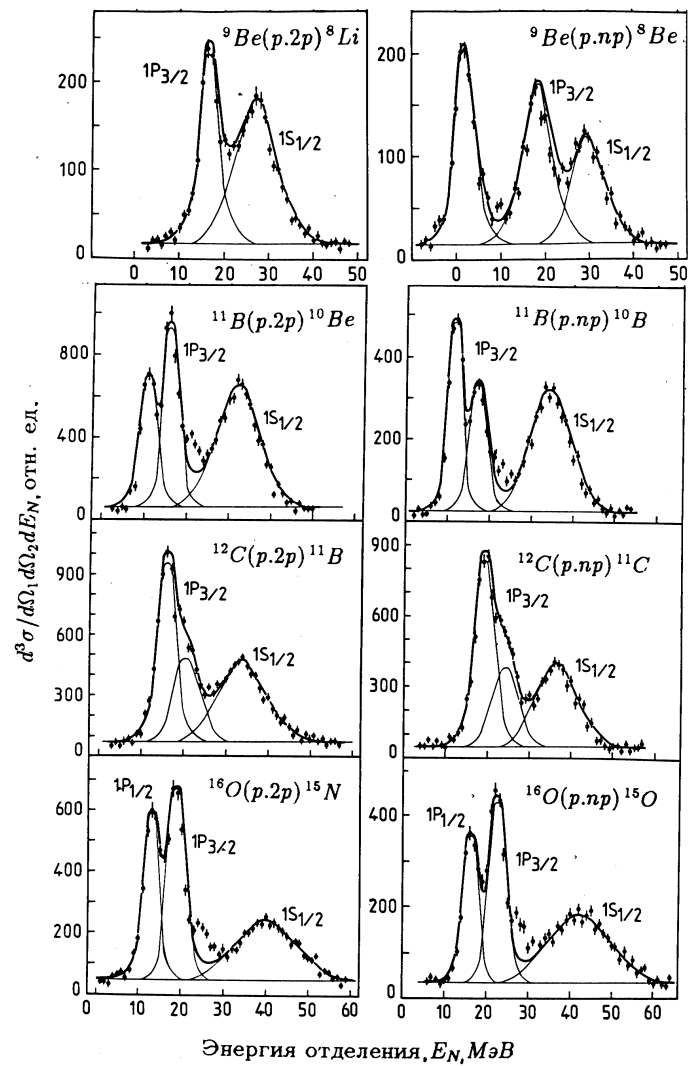 ⁹Be(p.2p)⁸Li
1P3/2
1S1/2
200
100
0
0 10 20 30 40 50
⁹Be(p.np)⁸Be
1P3/2
1S1/2
200
100
0
0 10 20 30 40 50
¹¹B(p.2p)¹⁰Be
1P3/2
1S1/2
800
400
0
¹¹B(p.np)¹⁰B
1P3/2
1S1/2
400
200
0
¹²C(p.2p)¹¹B
1P3/2
1S1/2
900
600
300
0
¹²C(p.np)¹¹C
1P3/2
1S1/2
900
600
300
0
¹⁶O(p.2p)¹⁵N
1P1/2
1P3/2
1S1/2
600
400
200
0
0 10 20 30 40 50 60
¹⁶O(p.np)¹⁵O
1P1/2
1P3/2
1S1/2
400
200
0
0 10 20 30 40 50 60
d³σ/dΩ₁dΩ₂dE_N, отн. ед.
Энергия отделения, E_N, МэВ